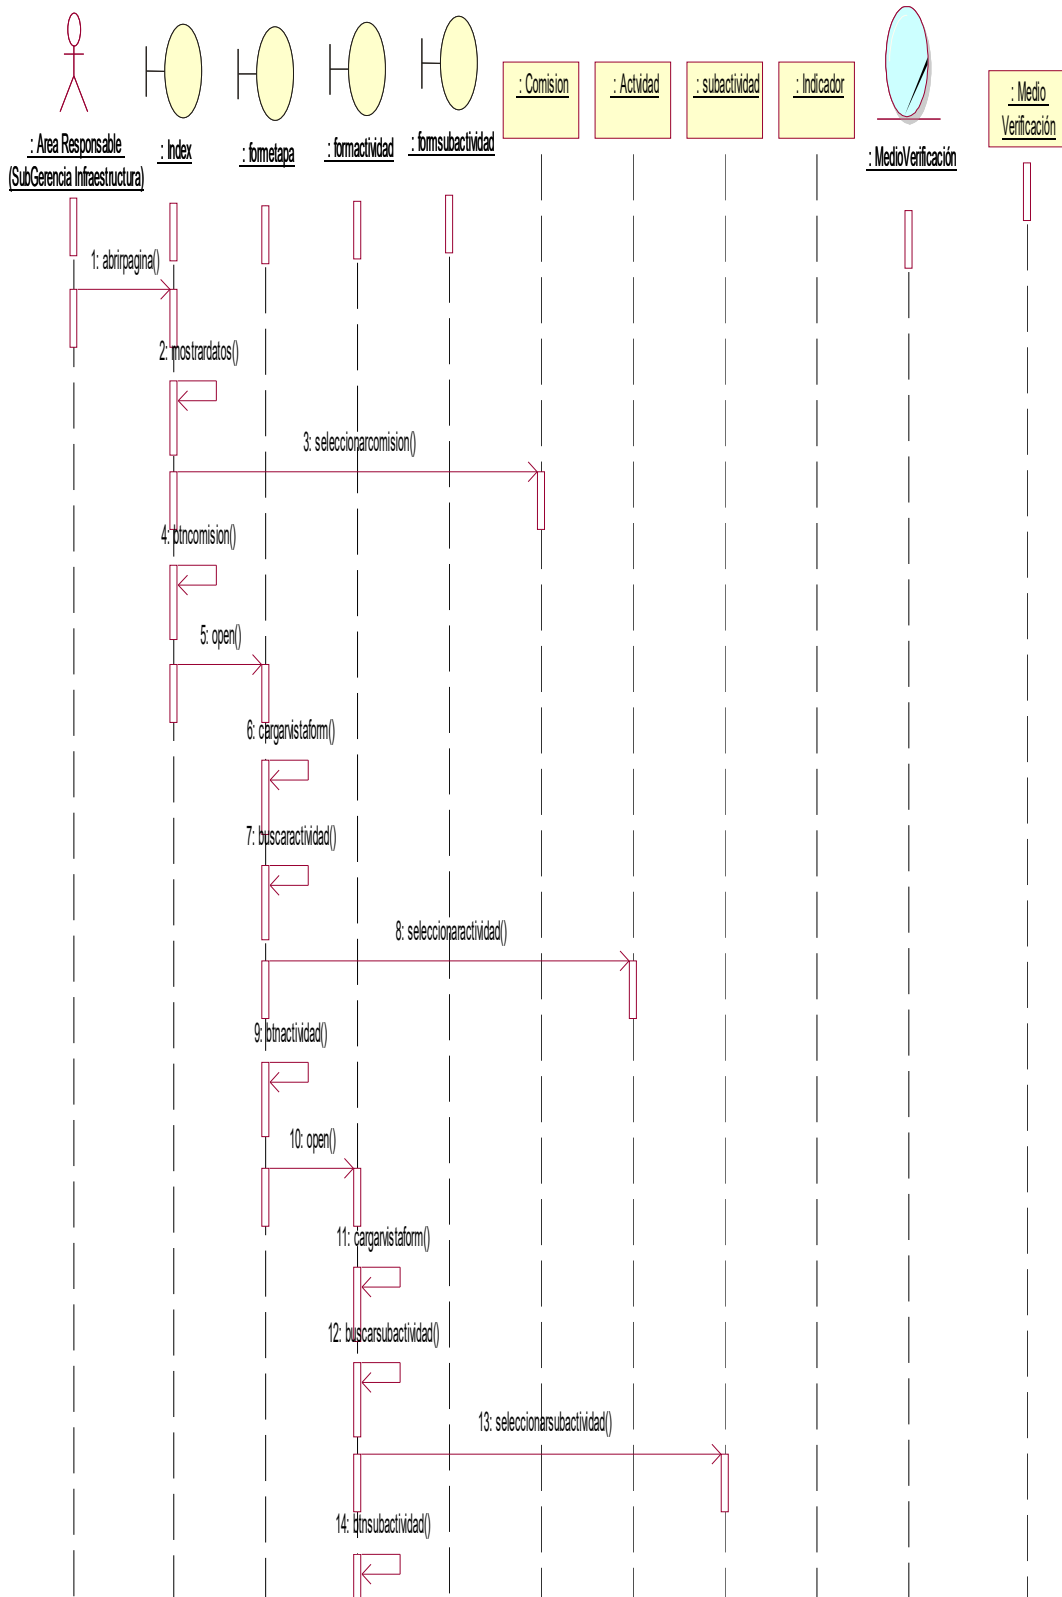 : Area Responsable
(SubGerencia Infraestructura)
: Index
: formetapa
: formactividad
: formsubactividad
: Comision
: Actvidad
: subactividad
: Indicador
: MedioVerificación
: Medio
Verificación
1: abrirpagina()
2: mostrardatos()
3: seleccionarcomision()
4: btncomision()
5: open()
6: cargarvistaform()
7: buscaractividad()
8: seleccionaractividad()
9: btnactividad()
10: open()
11: cargarvistaform()
12: buscarsubactividad()
13: seleccionarsubactividad()
14: btnsubactividad()